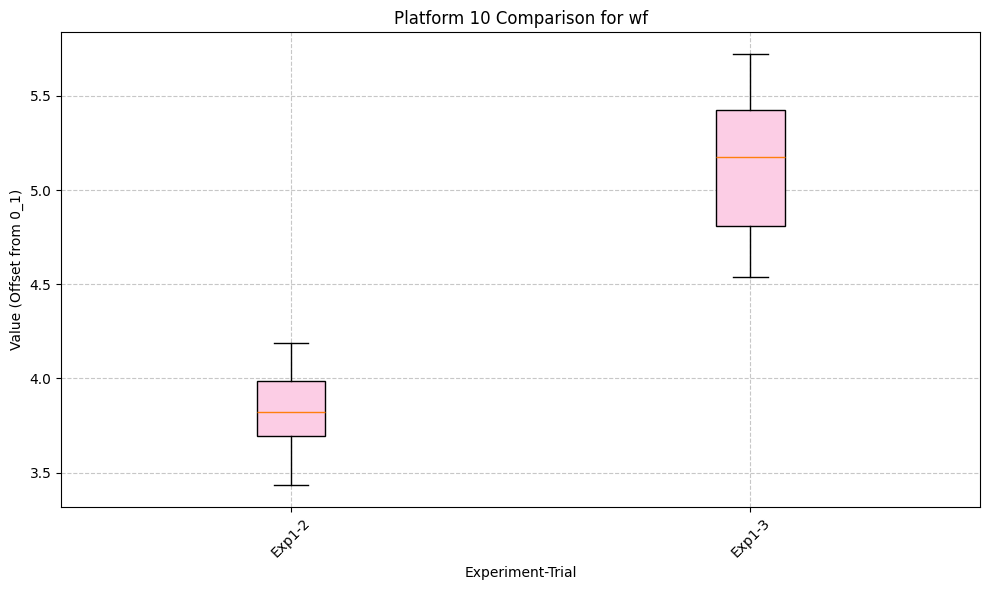 Platform 10 Comparison for wf
Value (Offset from 0_1)
5.5
5.0
4.5
4.0
3.5
Exp1-2
Exp1-3
Experiment-Trial